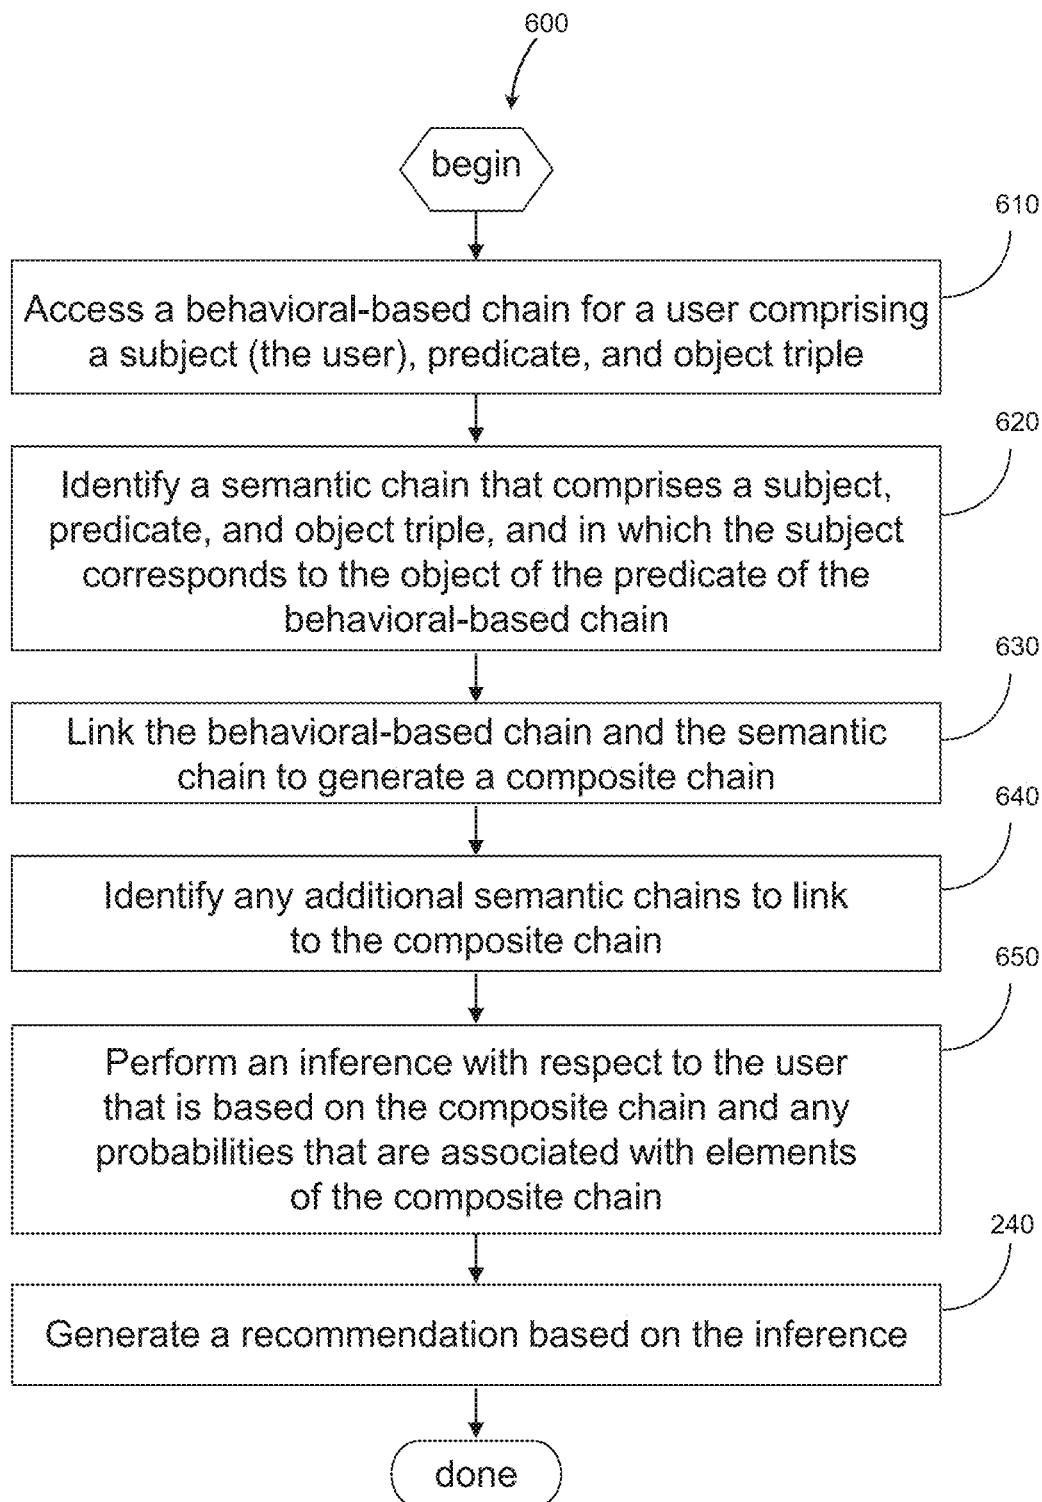 600
begin
610
Access a behavioral-based chain for a user comprising
a subject (the user), predicate, and object triple
620
Identify a semantic chain that comprises a subject,
predicate, and object triple, and in which the subject
corresponds to the object of the predicate of the
behavioral-based chain
630
Link the behavioral-based chain and the semantic
chain to generate a composite chain
640
Identify any additional semantic chains to link
to the composite chain
650
Perform an inference with respect to the user
that is based on the composite chain and any
probabilities that are associated with elements
of the composite chain
240
Generate a recommendation based on the inference
done